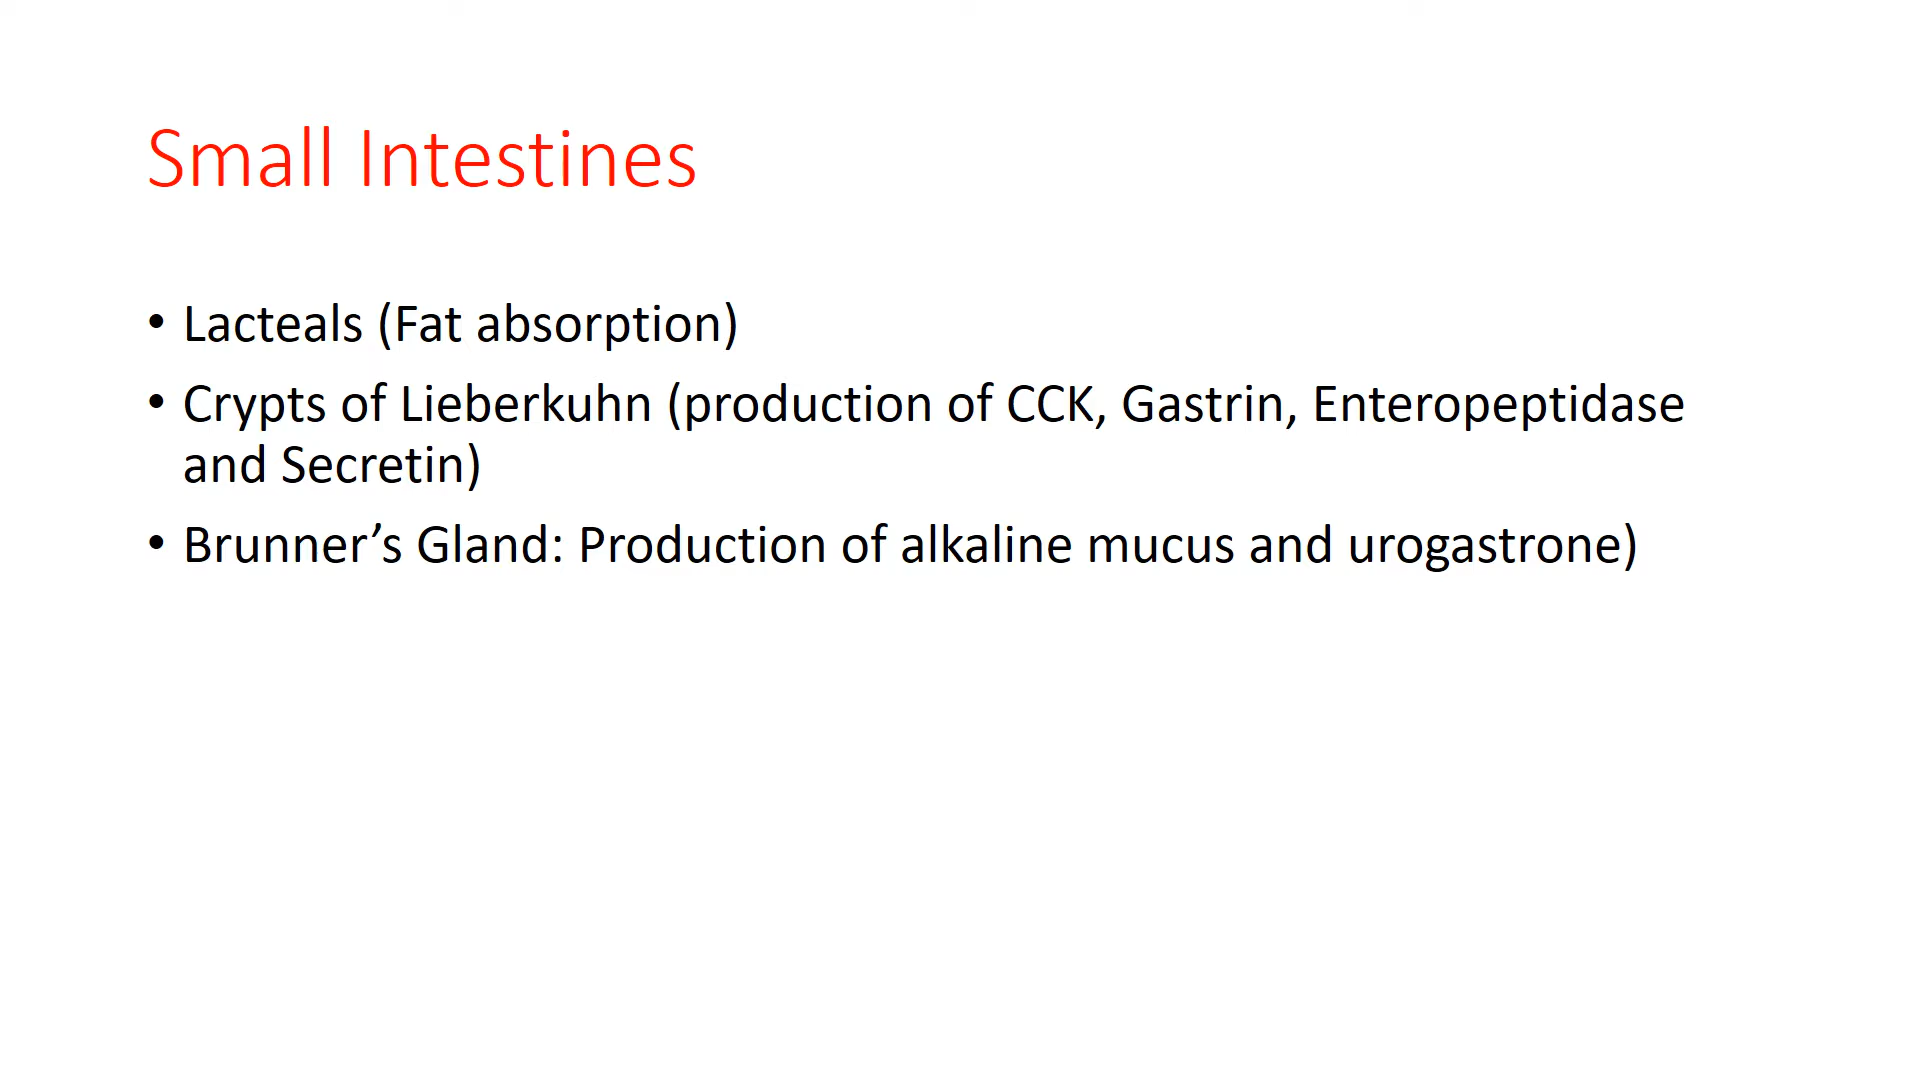 Small Intestines
• Lacteals (Fat absorption)
• Crypts of Lieberkuhn (production of CCK, Gastrin, Enteropeptidase
and Secretin)
• Brunner’s Gland: Production of alkaline mucus and urogastrone)